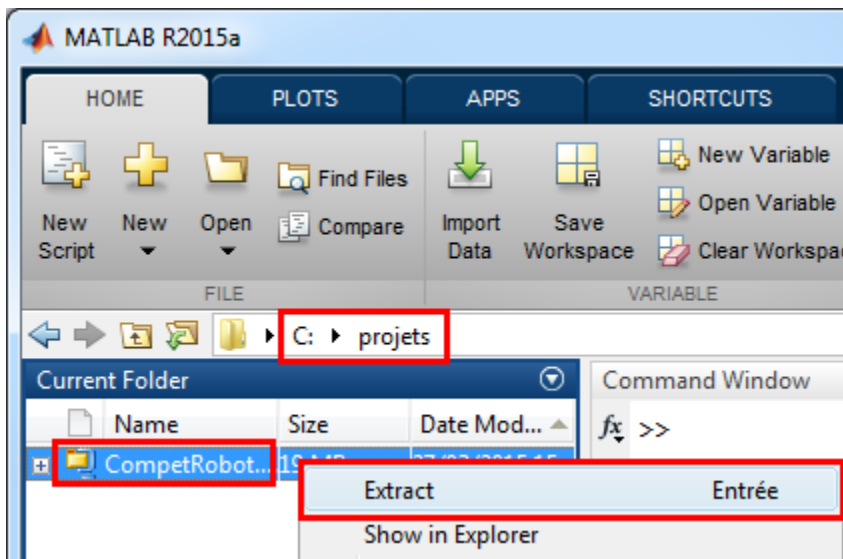 MATLAB R2015a
HOME PLOTS APPS SHORTCUTS
New Script
New
Open
Find Files
Compare
Import Data
Save Workspace
New Variable
Open Variable
Clear Workspa
FILE VARIABLE
C: projets
Current Folder Command Window
Name Size Date Mod...
fx >>
CompetRobot...
Extract Entrée
Show in Explorer